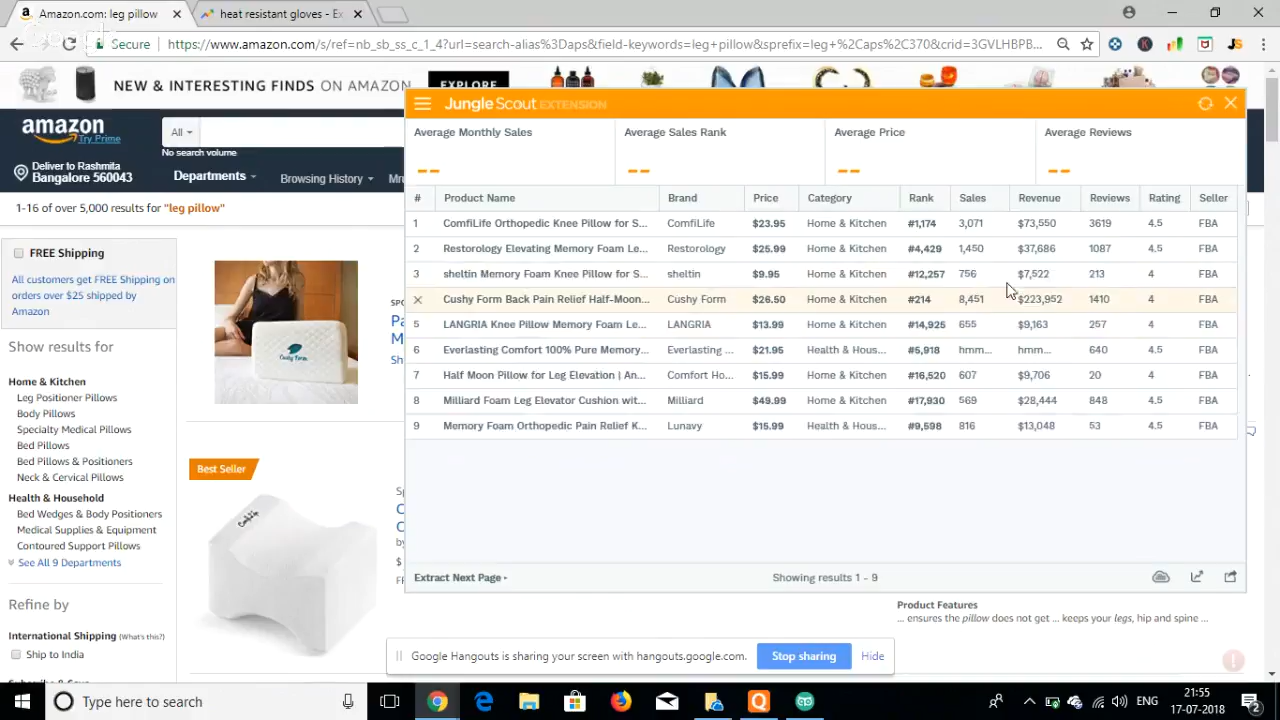 Amazon.com: leg pillow
heat resistant gloves - Ex
Google
Secure
https://www.amazon.com/s/ref=nb_sb_ss_c_1_4?url=search-alias%3Daps&field-keywords=leg+pillow&sprefix=leg+%2Caps%2C370&crid=3GVLHBPB...
NEW & INTERESTING FINDS ON AMAZON
EXPLORE
amazon
Try Prime
All
No search volume
Deliver to Rashmita
Bangalore 560043
Departments
Browsing History
1-16 of over 5,000 results for "leg pillow"
FREE Shipping
All customers get FREE Shipping on
orders over $25 shipped by
Amazon
Show results for
Home & Kitchen
Leg Positioner Pillows
Body Pillows
Specialty Medical Pillows
Bed Pillows
Bed Pillows & Positioners
Neck & Cervical Pillows
Health & Household
Bed Wedges & Body Positioners
Medical Supplies & Equipment
Contoured Support Pillows
See All 9 Departments
Refine by
International Shipping (What's this?)
Ship to India
Cushy Form
Best Seller
Jungle Scout EXTENSION
Average Monthly Sales Average Sales Rank Average Price Average Reviews
-- -- -- --
# Product Name Brand Price Category Rank Sales Revenue Reviews Rating Seller
1 ComfiLife Orthopedic Knee Pillow for S... ComfiLife $23.95 Home & Kitchen #1,174 3,071 $73,550 3619 4.5 FBA
2 Restorology Elevating Memory Foam Le... Restorology $25.99 Home & Kitchen #4,429 1,450 $37,686 1087 4.5 FBA
3 sheltin Memory Foam Knee Pillow for S... sheltin $9.95 Home & Kitchen #12,257 756 $7,522 213 4 FBA
Cushy Form Back Pain Relief Half-Moon... Cushy Form $26.50 Home & Kitchen #214 8,451 $223,952 1410 4 FBA
5 LANGRIA Knee Pillow Memory Foam Le... LANGRIA $13.99 Home & Kitchen #14,925 655 $9,163 257 4 FBA
6 Everlasting Comfort 100% Pure Memory... Everlasting ... $21.95 Health & Hous... #5,918 hmm... hmm... 640 4.5 FBA
7 Half Moon Pillow for Leg Elevation | An... Comfort Ho... $15.99 Home & Kitchen #16,520 607 $9,706 20 4.5 FBA
8 Milliard Foam Leg Elevator Cushion wit... Milliard $49.99 Home & Kitchen #17,930 569 $28,444 848 4.5 FBA
9 Memory Foam Orthopedic Pain Relief K... Lunavy $15.99 Health & Hous... #9,598 816 $13,048 53 4.5 FBA
Extract Next Page
Showing results 1 - 9
Product Features
... ensures the pillow does not get ... keeps your legs, hip and spine ...
Google Hangouts is sharing your screen with hangouts.google.com.
Stop sharing
Hide
Type here to search
ENG
21:55
17-07-2018
2